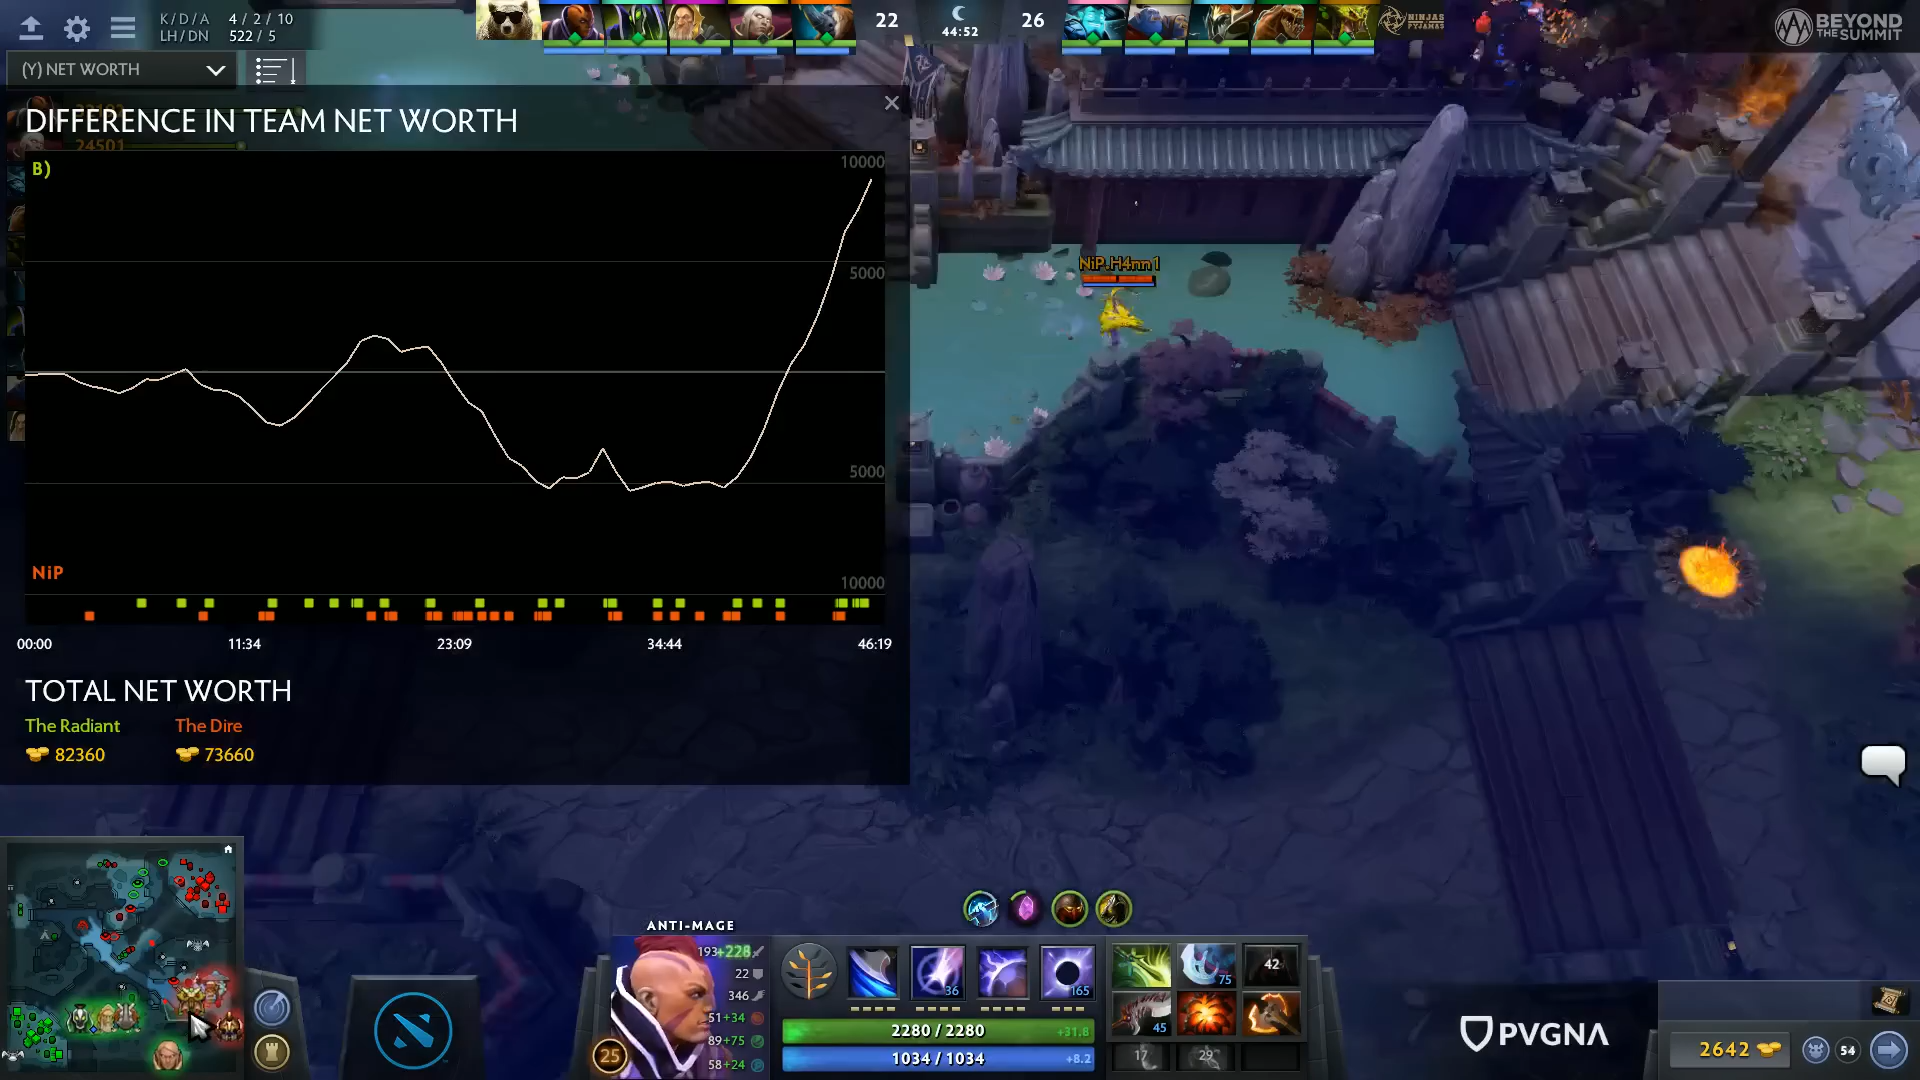 K/D/A 4 / 2 / 10
LH/DN 522 / 5
22
44:52
26
NINJAS
PYJAMAS
BEYOND
THE SUMMIT
(Y) NET WORTH
DIFFERENCE IN TEAM NET WORTH
24501
B)
10000
5000
5000
NiP
10000
00:00 11:34 23:09 34:44 46:19
TOTAL NET WORTH
The Radiant The Dire
82360 73660
NiP.H4nn1
ANTI-MAGE
193+228
22
346
51+34
89+75
58+24
25
36
165
2280 / 2280 +31.8
1034 / 1034 +8.2
75
42
45
17
29
PVGNA
2642
54